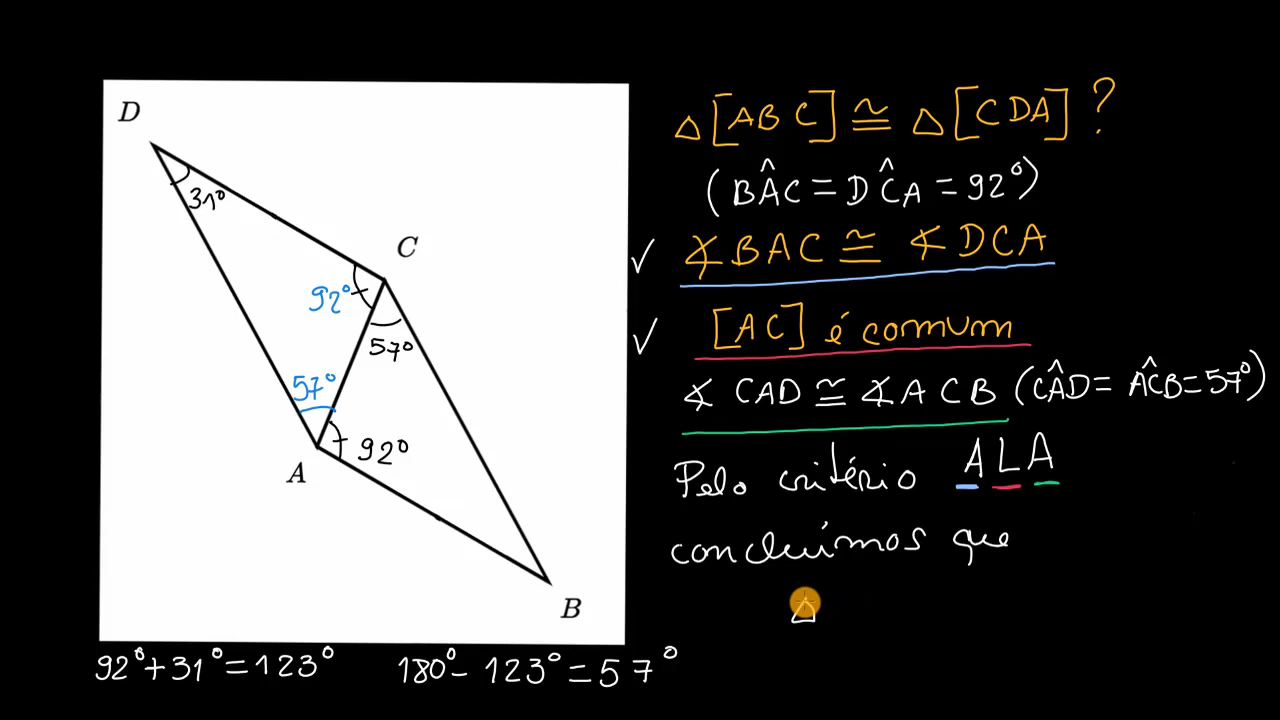 D
31°
C
92°
57°
57°
A
92°
B
92°+31°=123° 180°-123°=57°
△[ABC]≅△[CDA]?
(BÂC=DĈA=92°)
✓ ∡BAC≅∡DCA
✓ [AC] é comum
∡CAD≅∡ACB (CÂD=AĈB=57°)
Pelo critério ALA
concluímos que
△